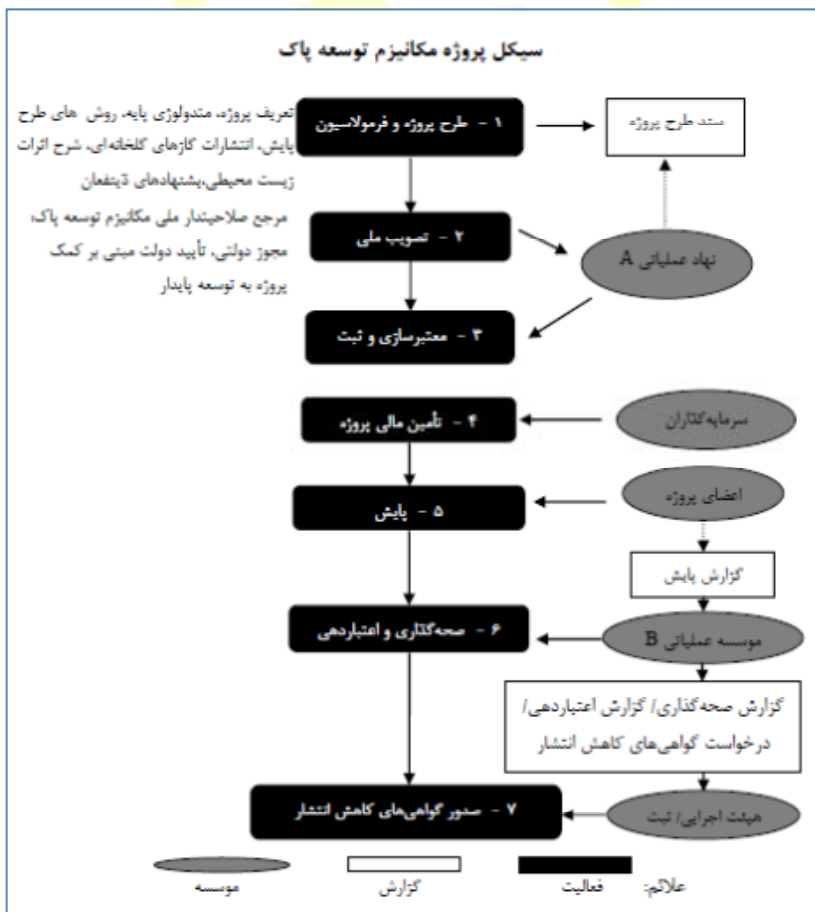 سیکل پروژه مکانیزم توسعه پاک
۱ - طرح پروژه و فرمولاسیون
سند طرح پروژه
تعریف پروژه، متدولوژی پایه، روش های طرح
پایش، انتشارات گازهای گلخانه‌ای، شرح اثرات
زیست محیطی،پشنهادهای ذینفعان
۲ - تصویب ملی
نهاد عملیاتی A
مرجع صلاحیتدار ملی مکانیزم توسعه پاک،
مجوز دولتی، تأیید دولت مبتی بر کمک
پروژه به توسعه پایدار
۳ - معتبرسازی و ثبت
۴ - تأمین مالی پروژه
سرمایه‌گذاران
۵ - پایش
اعضای پروژه
گزارش پایش
۶ - صحه‌گذاری و اعتباردهی
موسسه عملیاتی B
گزارش صحه‌گذاری/ گزارش اعتباردهی/
درخواست گواهی‌های کاهش انتشار
۷ - صدور گواهی‌های کاهش انتشار
هیئت اجرایی/ ثبت
علائم:
فعالیت
گزارش
موسسه